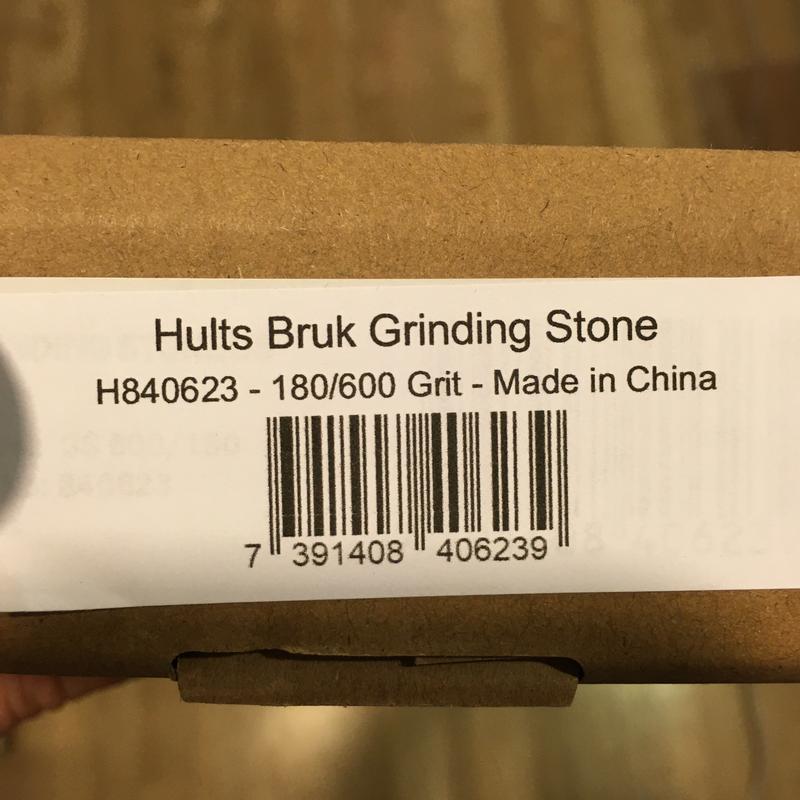 Hults Bruk Grinding Stone
H840623 - 180/600 Grit - Made in China
7 391408 406239